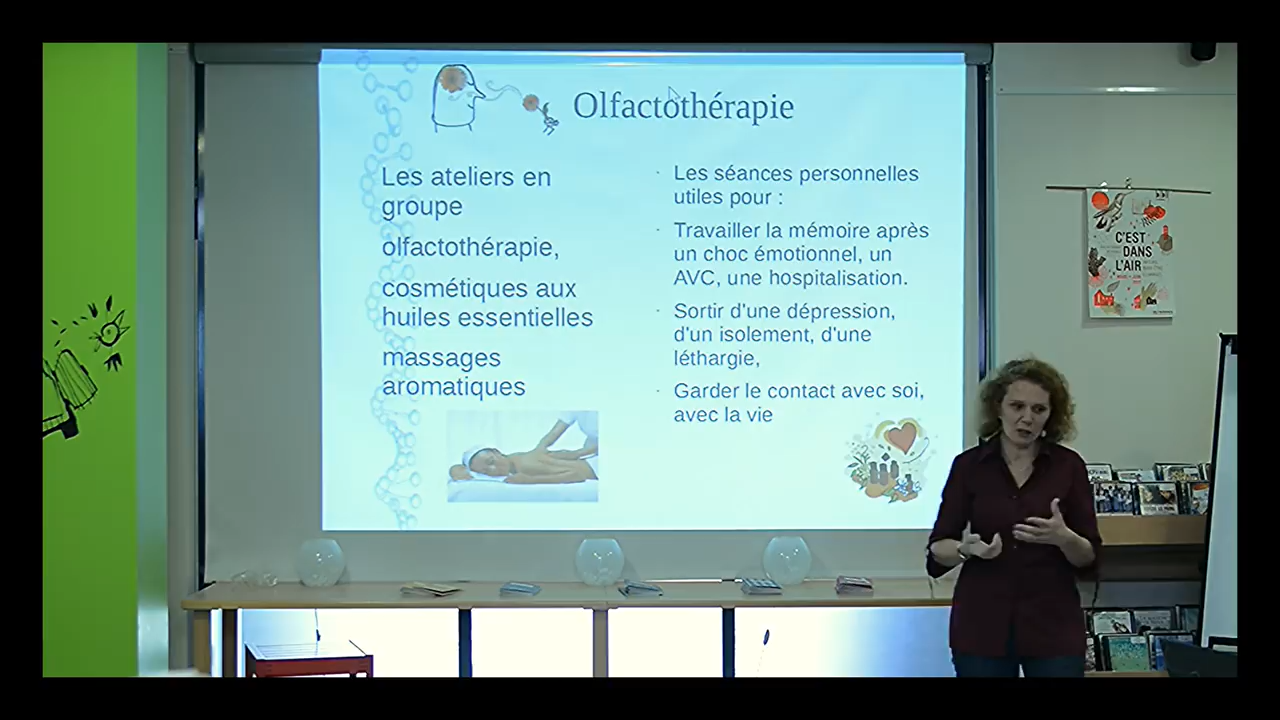 Olfactothérapie
Les ateliers en
groupe
olfactothérapie,
cosmétiques aux
huiles essentielles
massages
aromatiques
Les séances personnelles
utiles pour :
Travailler la mémoire après
un choc émotionnel, un
AVC, une hospitalisation.
Sortir d'une dépression,
d'un isolement, d'une
léthargie,
Garder le contact avec soi,
avec la vie
C'EST
DANS
L'AIR